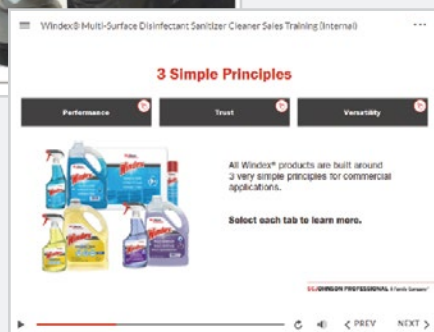 Windex® Multi-Surface Disinfectant Sanitizer Cleaner Sales Training (Internal)
3 Simple Principles
Performance
Trust
Versatility
All Windex® products are built around
3 very simple principles for commercial
applications.
Select each tab to learn more.
SC JOHNSON PROFESSIONAL A Family Company®
< PREV
NEXT >